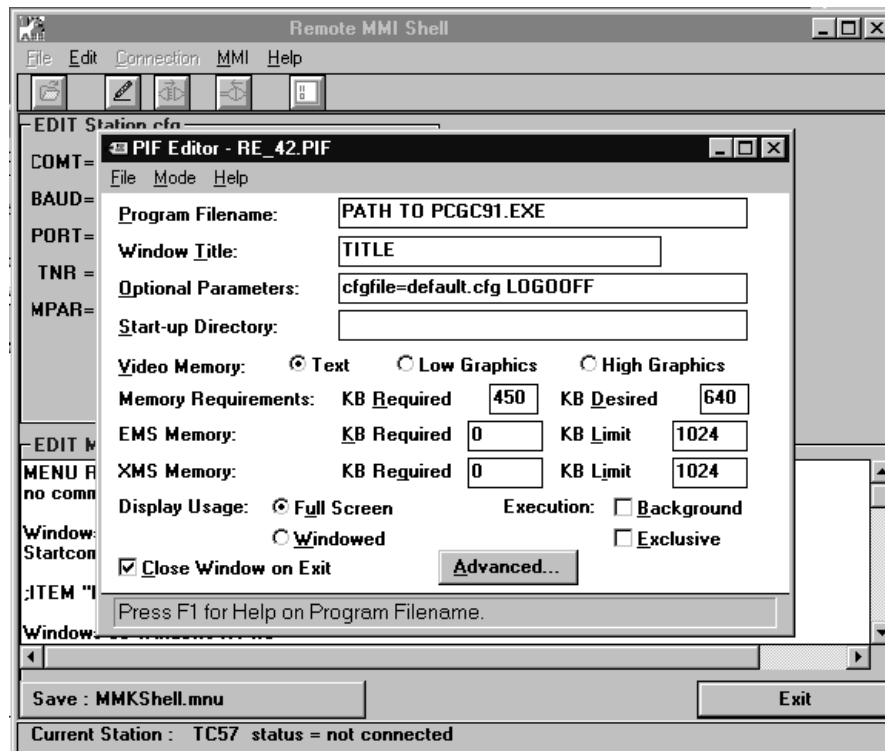 Remote MMI Shell
File Edit Connection MMI Help
EDIT Station.cfg
COMT=
BAUD=
PORT=
TNR =
MPAR=
PIF Editor - RE_42.PIF
File Mode Help
Program Filename: PATH TO PCGC91.EXE
Window Title: TITLE
Optional Parameters: cfgfile=default.cfg LOGOOFF
Start-up Directory:
Video Memory: Text Low Graphics High Graphics
Memory Requirements: KB Required 450 KB Desired 640
EMS Memory: KB Required 0 KB Limit 1024
XMS Memory: KB Required 0 KB Limit 1024
Display Usage: Full Screen Execution: Background
Windowed Exclusive
Close Window on Exit Advanced...
Press F1 for Help on Program Filename.
EDIT M
MENU R
no comm
Window
Startcom
;ITEM "
Window
Save : MMKShell.mnu Exit
Current Station : TC57 status = not connected